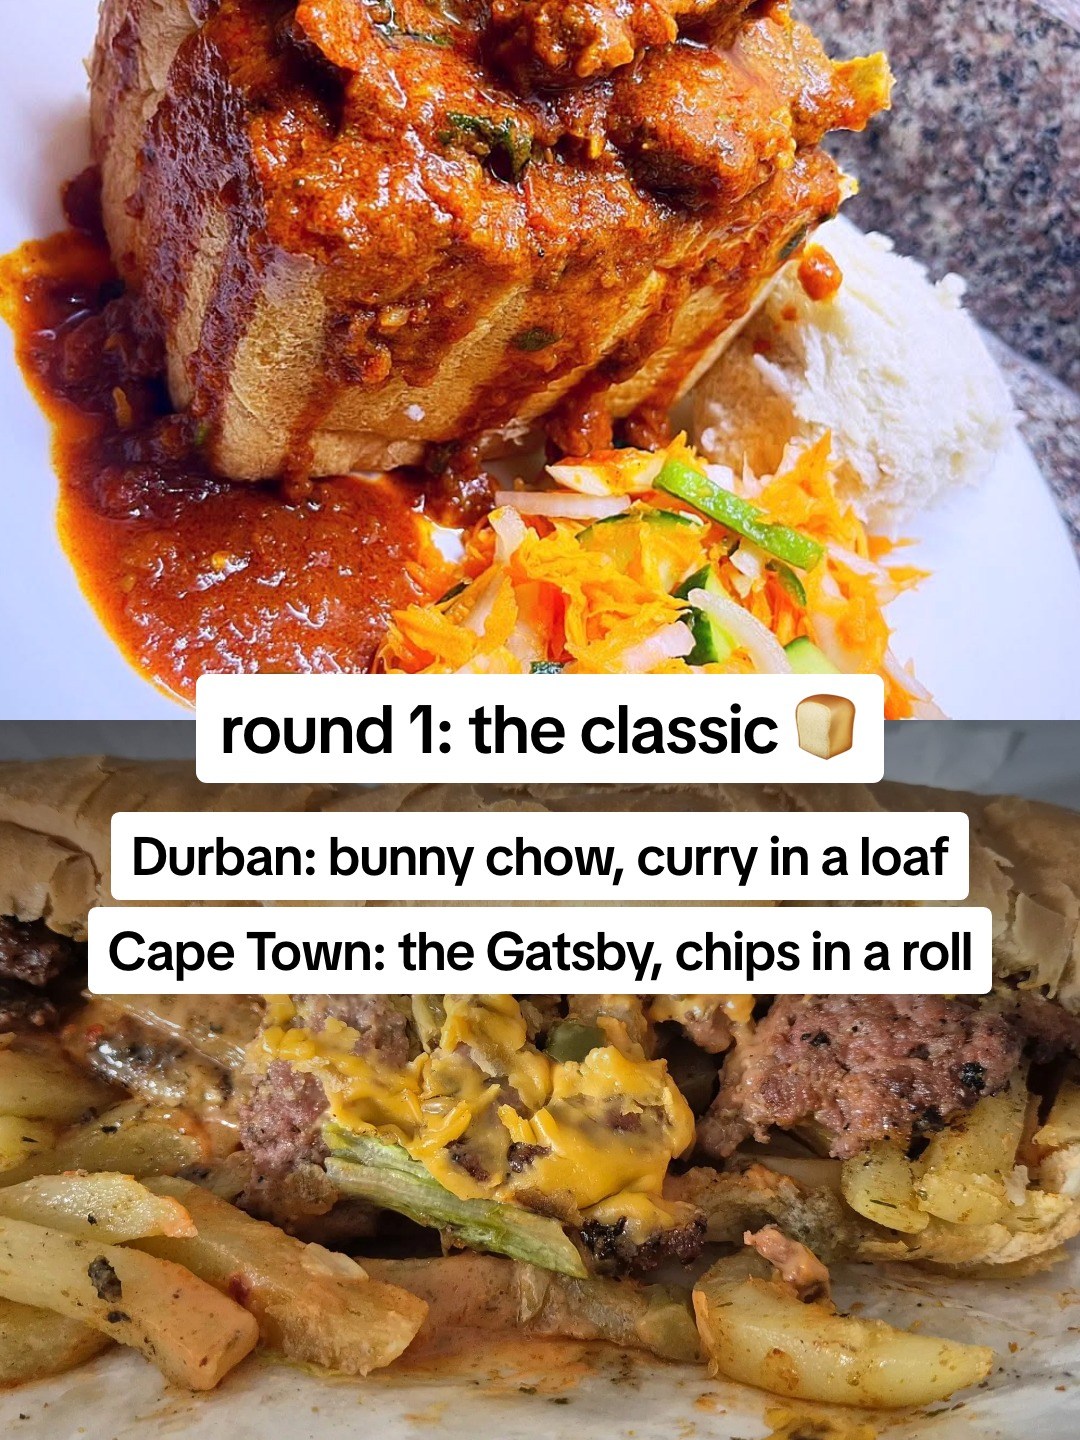 round 1: the classic 🍞
Durban: bunny chow, curry in a loaf
Cape Town: the Gatsby, chips in a roll